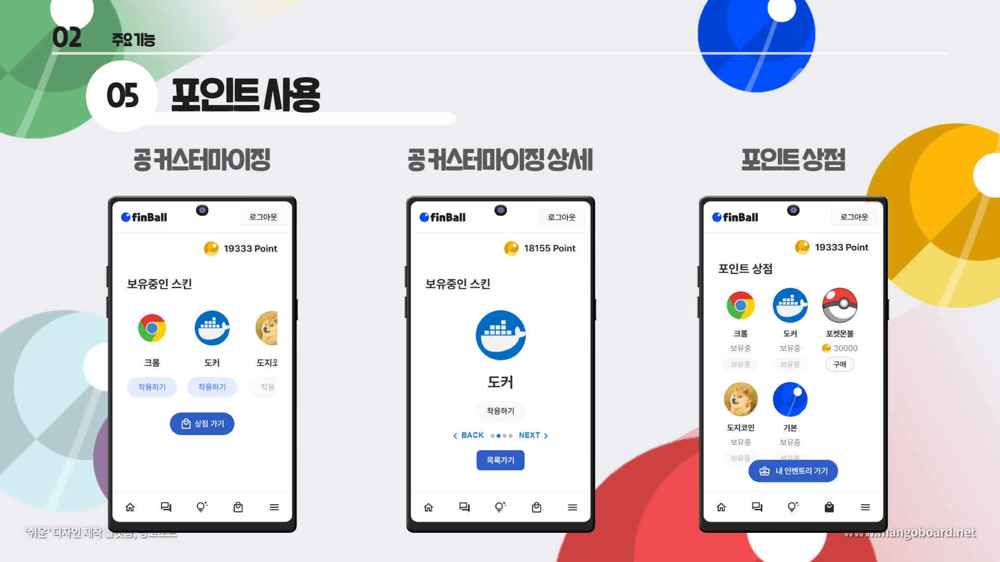 02 주요 기능
05 포인트 사용
공 커스터마이징
공 커스터마이징 상세
포인트 상점
finBall
로그아웃
19333 Point
보유중인 스킨
크롬
도커
착용하기
착용하기
착용
상점 가기
finBall
로그아웃
18155 Point
보유중인 스킨
도커
착용하기
BACK
NEXT
목록가기
finBall
로그아웃
19333 Point
포인트 상점
크롬
도커
포켓몬볼
보유중
보유중
30000
보유중
보유중
구매
도지코인
기본
보유중
보유중
보유중
보유중
내 인벤토리 가기
‘쉬운’ 디자인 제작
www.mangoboard.net